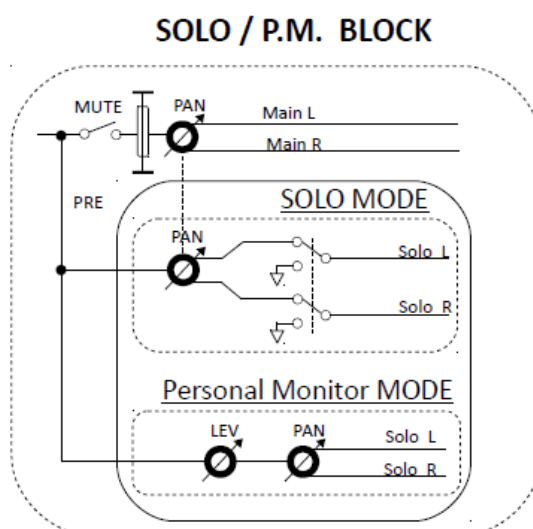 SOLO / P.M. BLOCK
MUTE
PAN
Main L
Main R
PRE
SOLO MODE
PAN
Solo L
Solo R
Personal Monitor MODE
LEV
PAN
Solo L
Solo R